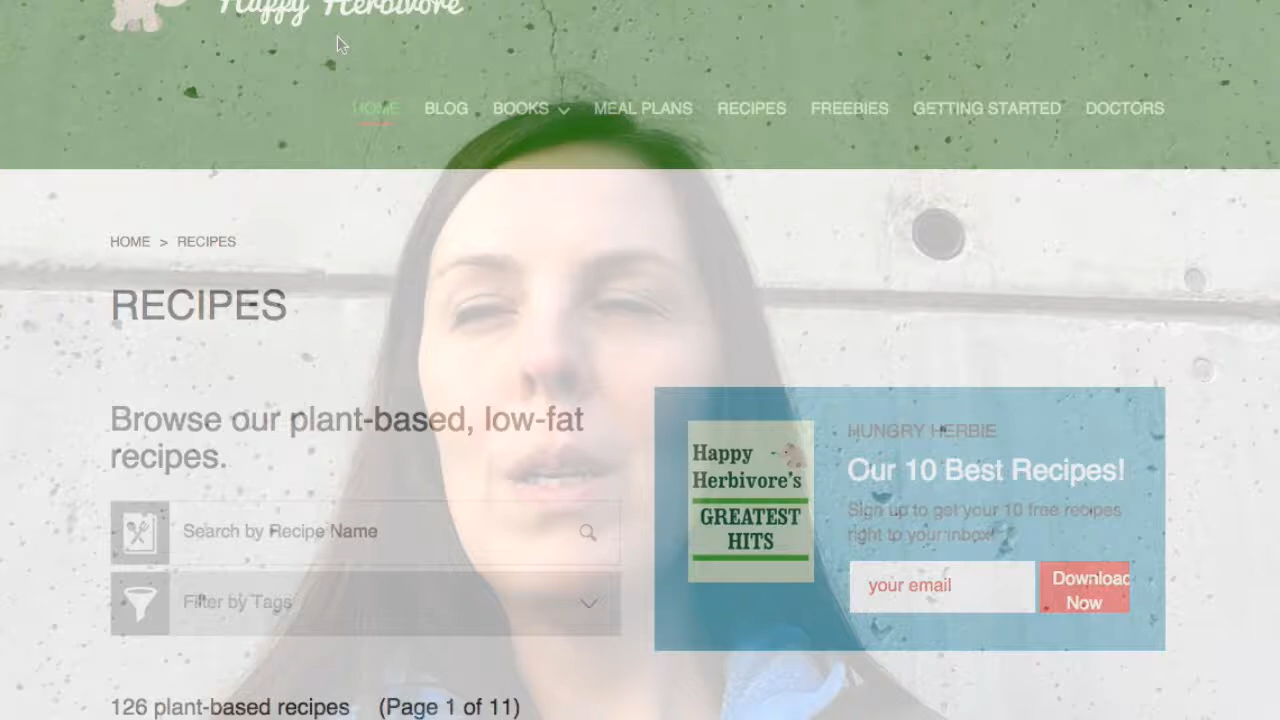 Happy Herbivore
HOME BLOG BOOKS MEAL PLANS RECIPES FREEBIES GETTING STARTED DOCTORS
HOME > RECIPES
RECIPES
Browse our plant-based, low-fat
recipes.
Search by Recipe Name
Filter by Tags
126 plant-based recipes (Page 1 of 11)
Happy
Herbivore's
GREATEST
HITS
HUNGRY HERBIE
Our 10 Best Recipes!
Sign up to get your 10 free recipes
right to your inbox!
your email
Download
Now